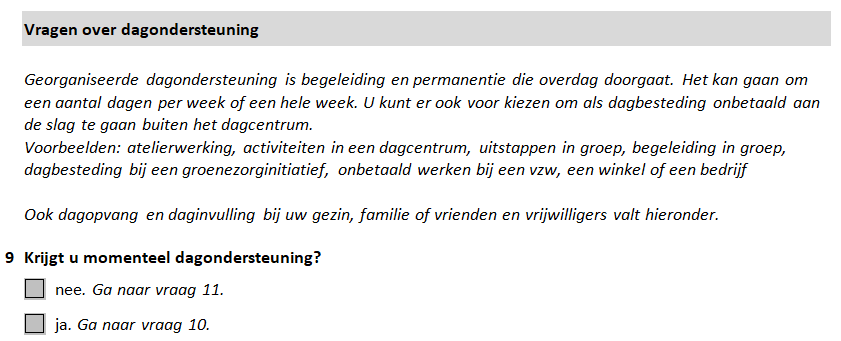 Vragen over dagondersteuning
Georganiseerde dagondersteuning is begeleiding en permanentie die overdag doorgaat. Het kan gaan om
een aantal dagen per week of een hele week. U kunt er ook voor kiezen om als dagbesteding onbetaald aan
de slag te gaan buiten het dagcentrum.
Voorbeelden: atelierwerking, activiteiten in een dagcentrum, uitstappen in groep, begeleiding in groep,
dagbesteding bij een groenezorginitiatief, onbetaald werken bij een vzw, een winkel of een bedrijf
Ook dagopvang en daginvulling bij uw gezin, familie of vrienden en vrijwilligers valt hieronder.
9 Krijgt u momenteel dagondersteuning?
nee. Ga naar vraag 11.
ja. Ga naar vraag 10.